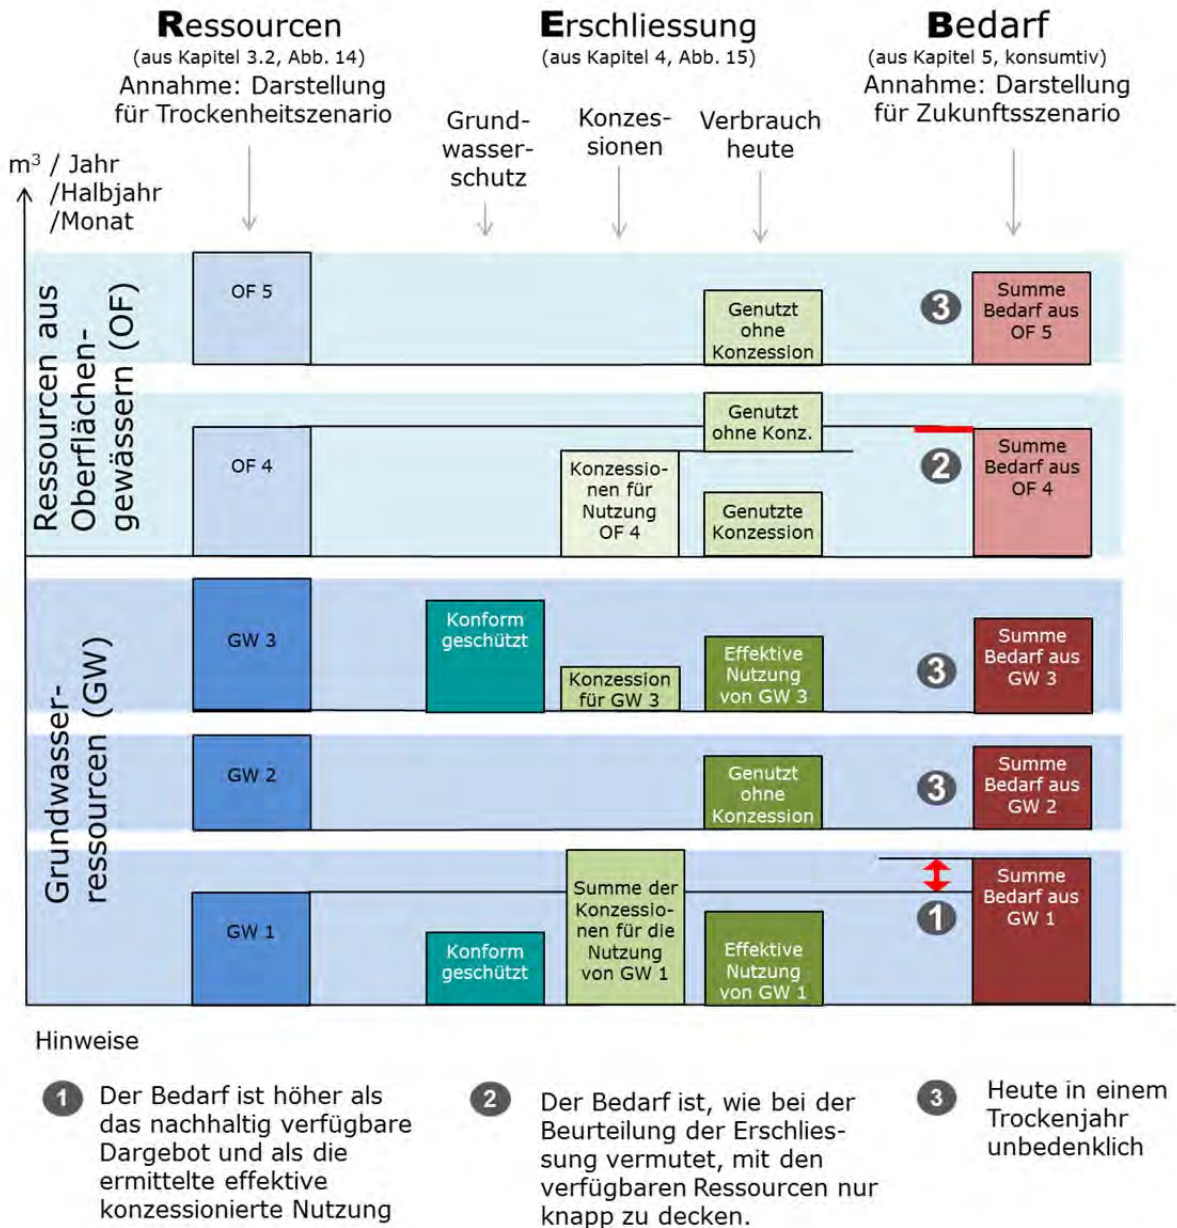 Ressourcen
(aus Kapitel 3.2, Abb. 14)
Annahme: Darstellung
für Trockenheitszenario
Erschliessung
(aus Kapitel 4, Abb. 15)
Bedarf
(aus Kapitel 5, konsumtiv)
Annahme: Darstellung
für Zukunftsszenario
Grund-
wasser-
schutz
Konzes-
sionen
Verbrauch
heute
m³ / Jahr
/Halbjahr
/Monat
Ressourcen aus
Oberflächen-
gewässern (OF)
OF 5
Genutzt
ohne
Konzession
3
Summe
Bedarf aus
OF 5
OF 4
Konzessio-
nen für
Nutzung
OF 4
Genutzt
ohne Konz.
Genutzte
Konzession
2
Summe
Bedarf aus
OF 4
Grundwasser-
ressourcen (GW)
GW 3
Konform
geschützt
Konzession
für GW 3
Effektive
Nutzung
von GW 3
3
Summe
Bedarf aus
GW 3
GW 2
Genutzt
ohne
Konzession
3
Summe
Bedarf aus
GW 2
GW 1
Konform
geschützt
Summe der
Konzessio-
nen für die
Nutzung
von GW 1
Effektive
Nutzung
von GW 1
1
Summe
Bedarf aus
GW 1
Hinweise
1
Der Bedarf ist höher als
das nachhaltig verfügbare
Dargebot und als die
ermittelte effektive
konzessionierte Nutzung
2
Der Bedarf ist, wie bei der
Beurteilung der Erschlies-
sung vermutet, mit den
verfügbaren Ressourcen nur
knapp zu decken.
3
Heute in einem
Trockenjahr
unbedenklich